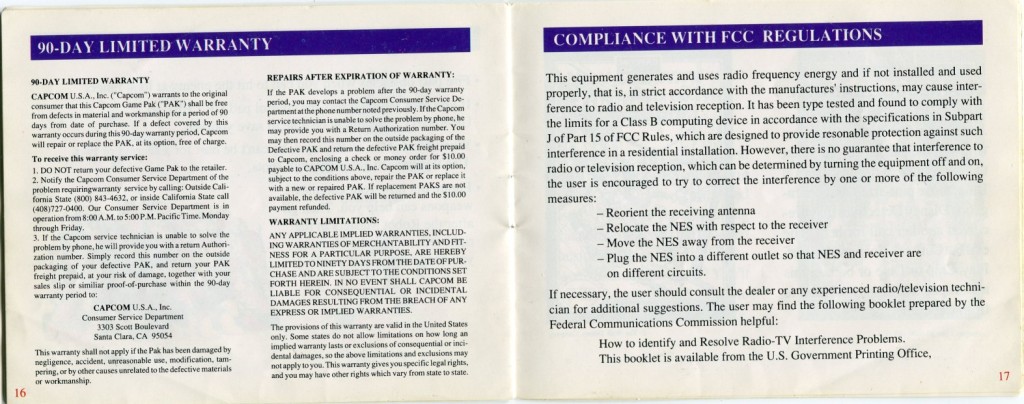 90-DAY LIMITED WARRANTY
90-DAY LIMITED WARRANTY
CAPCOM U.S.A., Inc. ("Capcom") warrants to the original
consumer that this Capcom Game Pak ("PAK") shall be free
from defects in material and workmanship for a period of 90
days from date of purchase. If a defect covered by this
warranty occurs during this 90-day warranty period, Capcom
will repair or replace the PAK, at its option, free of charge.
To receive this warranty service:
1. DO NOT return your defective Game Pak to the retailer.
2. Notify the Capcom Consumer Service Department of the
problem requiring warranty service by calling: Outside Cali-
fornia State (800) 843-4632, or inside California State call
(408)727-0400. Our Consumer Service Department is in
operation from 8:00 A.M. to 5:00 P.M. Pacific Time. Monday
through Friday.
3. If the Capcom service technician is unable to solve the
problem by phone, he will provide you with a return Authori-
zation number. Simply record this number on the outside
packaging of your defective PAK, and return your PAK
freight prepaid, at your risk of damage, together with your
sales slip or similiar proof-of-purchase within the 90-day
warranty period to:
CAPCOM U.S.A., Inc.
Consumer Service Department
3303 Scott Boulevard
Santa Clara, CA 95054
This warranty shall not apply if the Pak has been damaged by
negligence, accident, unreasonable use, modification, tam-
pering, or by other causes unrelated to the defective materials
or workmanship.
16
REPAIRS AFTER EXPIRATION OF WARRANTY:
If the PAK develops a problem after the 90-day warranty
period, you may contact the Capcom Consumer Service De-
partment at the phone number noted previously. If the Capcom
service technician is unable to solve the problem by phone, he
may provide you with a Return Authorization number. You
may then record this number on the outside packaging of the
Defective PAK and return the defective PAK freight prepaid
to Capcom, enclosing a check or money order for $10.00
payable to CAPCOM U.S.A., Inc. Capcom will at its option,
subject to the conditions above, repair the PAK or replace it
with a new or repaired PAK. If replacement PAKS are not
available, the defective PAK will be returned and the $10.00
payment refunded.
WARRANTY LIMITATIONS:
ANY APPLICABLE IMPLIED WARRANTIES, INCLUD-
ING WARRANTIES OF MERCHANTABILITY AND FIT-
NESS FOR A PARTICULAR PURPOSE, ARE HEREBY
LIMITED TO NINETY DAYS FROM THE DATE OF PUR-
CHASE AND ARE SUBJECT TO THE CONDITIONS SET
FORTH HEREIN. IN NO EVENT SHALL CAPCOM BE
LIABLE FOR CONSEQUENTIAL OR INCIDENTAL
DAMAGES RESULTING FROM THE BREACH OF ANY
EXPRESS OR IMPLIED WARRANTIES.
The provisions of this warranty are valid in the United States
only. Some states do not allow limitations on how long an
implied warranty lasts or exclusions of consequential or inci-
dental damages, so the above limitations and exclusions may
not apply to you. This warranty gives you specific legal rights,
and you may have other rights which vary from state to state.
COMPLIANCE WITH FCC REGULATIONS
This equipment generates and uses radio frequency energy and if not installed and used
properly, that is, in strict accordance with the manufactures' instructions, may cause inter-
ference to radio and television reception. It has been type tested and found to comply with
the limits for a Class B computing device in accordance with the specifications in Subpart
J of Part 15 of FCC Rules, which are designed to provide resonable protection against such
interference in a residential installation. However, there is no guarantee that interference to
radio or television reception, which can be determined by turning the equipment off and on,
the user is encouraged to try to correct the interference by one or more of the following
measures:
– Reorient the receiving antenna
– Relocate the NES with respect to the receiver
– Move the NES away from the receiver
– Plug the NES into a different outlet so that NES and receiver are
on different circuits.
If necessary, the user should consult the dealer or any experienced radio/television techni-
cian for additional suggestions. The user may find the following booklet prepared by the
Federal Communications Commission helpful:
How to identify and Resolve Radio-TV Interference Problems.
This booklet is available from the U.S. Government Printing Office,
17